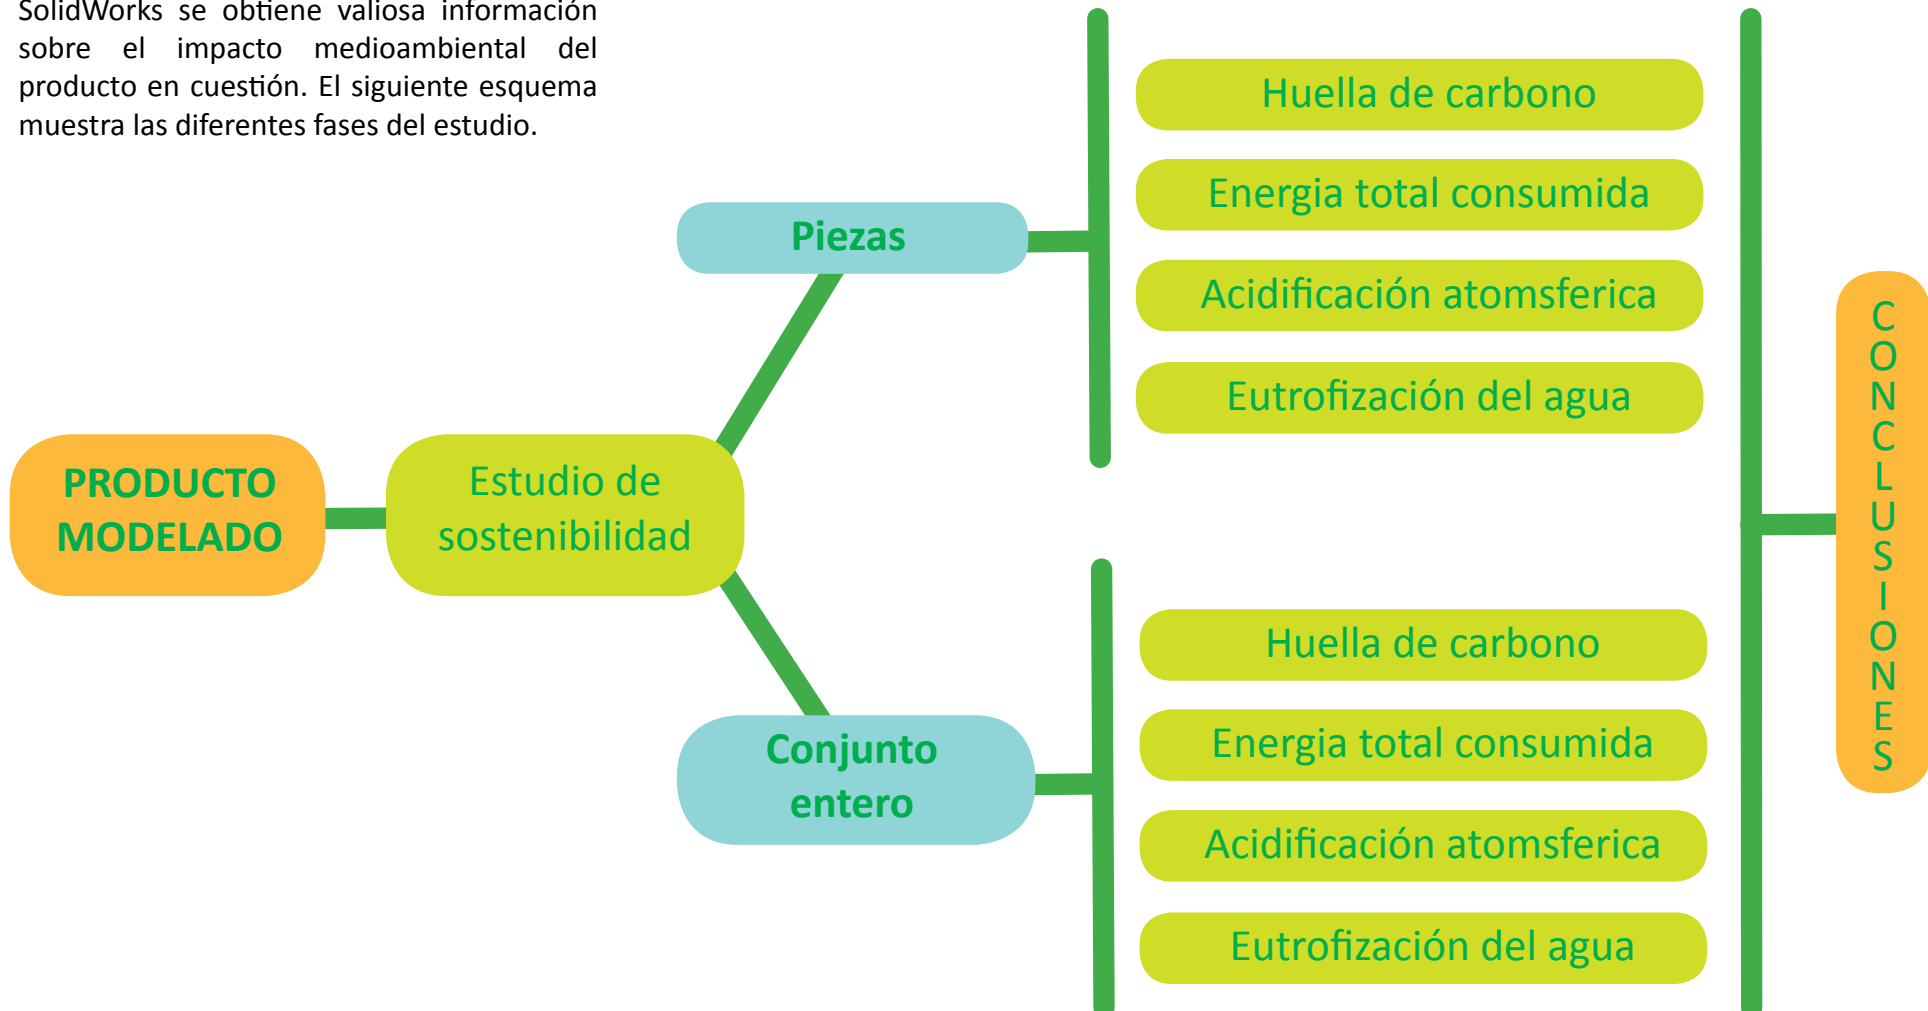 SolidWorks se obtiene valiosa información
sobre el impacto medioambiental del
producto en cuestión. El siguiente esquema
muestra las diferentes fases del estudio.
PRODUCTO
MODELADO
Estudio de
sostenibilidad
Piezas
Huella de carbono
Energia total consumida
Acidificación atomsferica
Eutrofización del agua
Conjunto
entero
Huella de carbono
Energia total consumida
Acidificación atomsferica
Eutrofización del agua
C
O
N
C
L
U
S
I
O
N
E
S